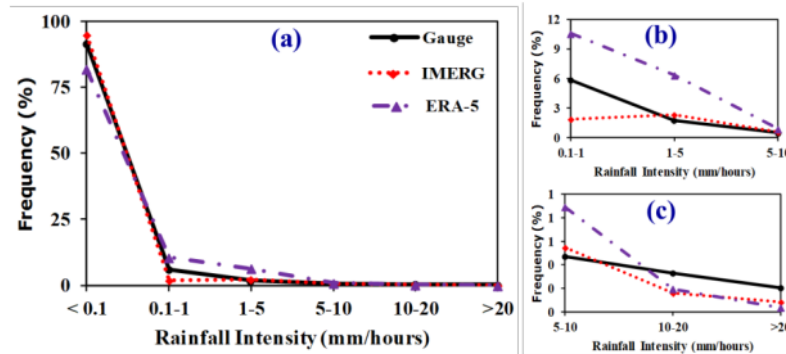 100
75
50
25
0
Frequency (%)
(a)
Gauge
IMERG
ERA-5
< 0.1
0.1-1
1-5
5-10
10-20
>20
Rainfall Intensity (mm/hours)
12
9
6
3
0
Frequency (%)
(b)
0.1-1
1-5
5-10
Rainfall Intensity (mm/hours)
1
1
1
0
0
0
Frequency (%)
(c)
5-10
10-20
>20
Rainfall Intensity (mm/hours)